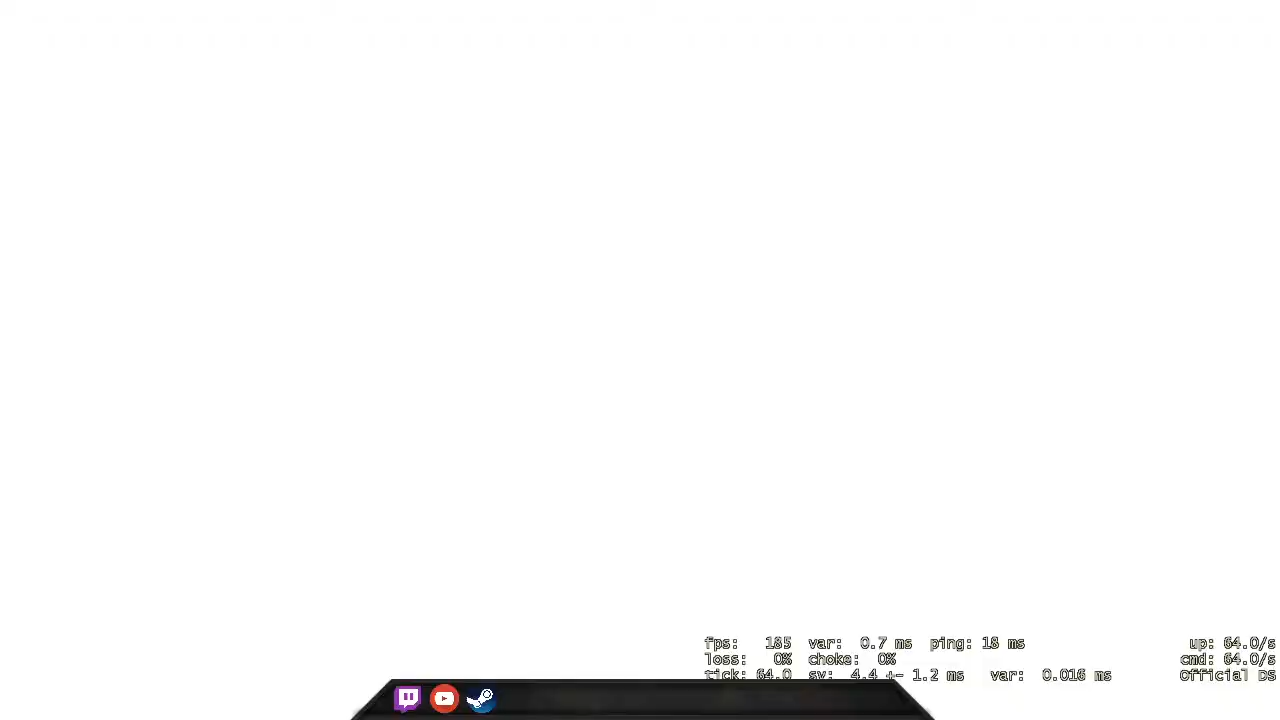 fps: 185 var: 0.7 ms ping: 18 ms up: 64.0/s
loss: 0% choke: 0% cmd: 64.0/s
tick: 64.0 sv: 4.4 +- 1.2 ms var: 0.016 ms Official DS